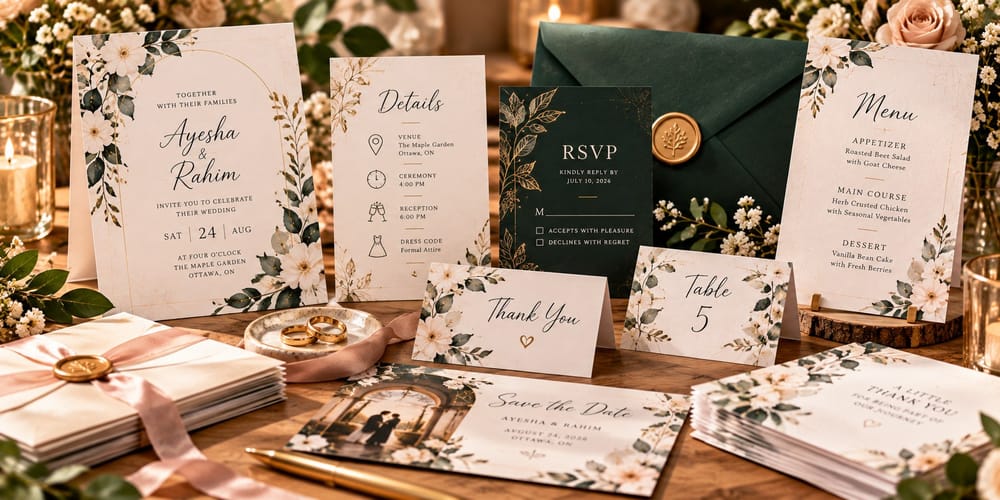 TOGETHER
WITH THEIR FAMILIES
Ayesha
&
Rahim
INVITE YOU TO CELEBRATE
THEIR WEDDING
SAT | 24 | AUG
AT FOUR O'CLOCK
THE MAPLE GARDEN
OTTAWA, ON
Details
VENUE
The Maple Garden
Ottawa, ON
CEREMONY
4:00 PM
RECEPTION
6:00 PM
DRESS CODE
Formal Attire
RSVP
KINDLY REPLY BY
JULY 10, 2026
M
ACCEPTS WITH PLEASURE
DECLINES WITH REGRET
Menu
APPETIZER
Roasted Beet Salad
with Goat Cheese
MAIN COURSE
Herb Crusted Chicken
with Seasonal Vegetables
DESSERT
Vanilla Bean Cake
with Fresh Berries
Thank You
Table
5
Save the Date
AYESHA & RAHIM
AUGUST 24, 2026
OTTAWA, ON
A LITTLE
THANK YOU
FOR BEING PART OF
OUR JOURNEY